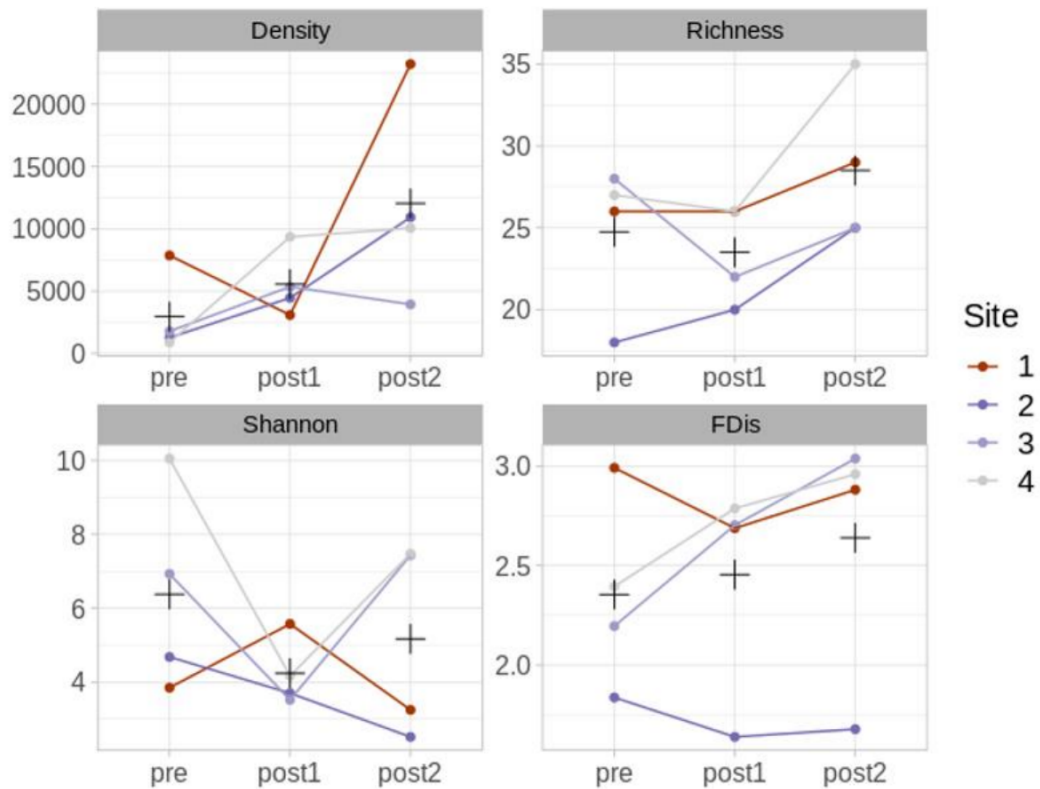 Density
20000
15000
10000
5000
0
pre post1 post2
Richness
35
30
25
20
pre post1 post2
Shannon
10
8
6
4
pre post1 post2
FDis
3.0
2.5
2.0
pre post1 post2
Site
1
2
3
4